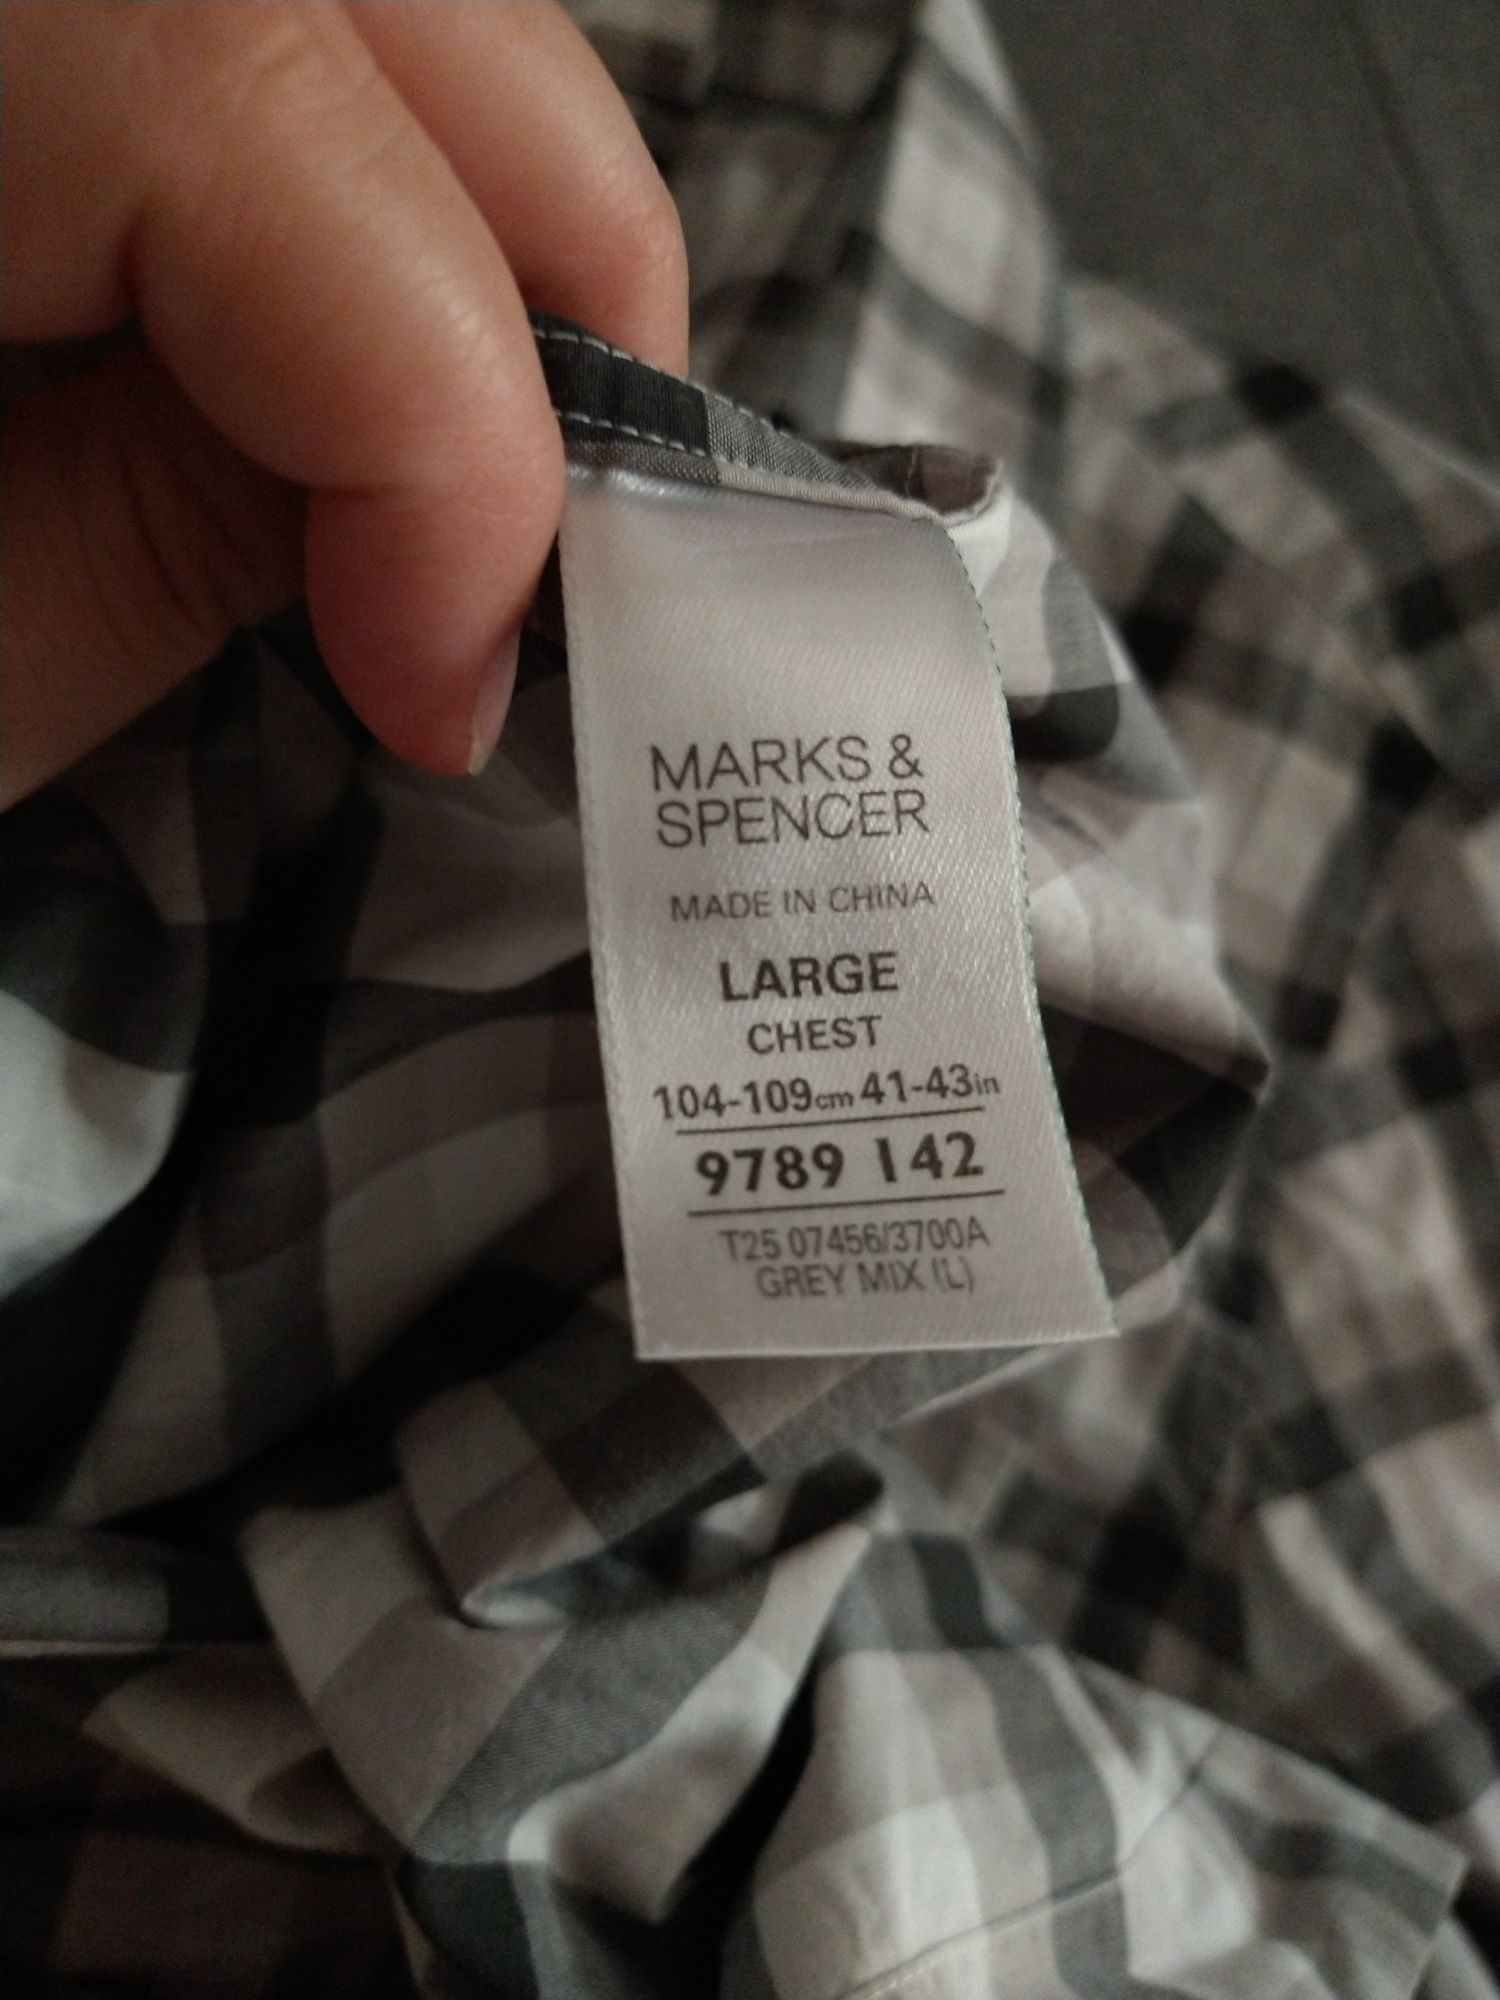 MARKS &
SPENCER
MADE IN CHINA
LARGE
CHEST
104-109cm 41-43in
9789 142
T25 07456/3700A
GREY MIX (L)